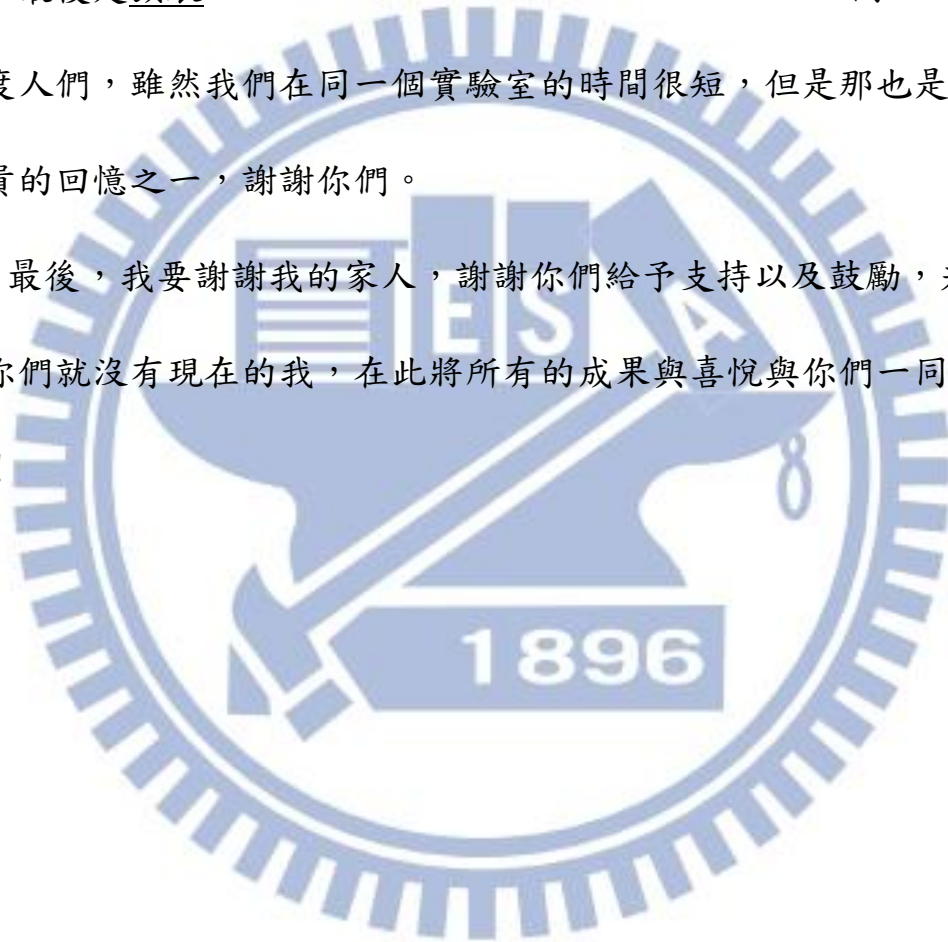 度人們，雖然我們在同一個實驗室的時間很短，但是那也是
貴的回憶之一，謝謝你們。
最後，我要謝謝我的家人，謝謝你們給予支持以及鼓勵，
你們就沒有現在的我，在此將所有的成果與喜悅與你們一同
E S A
8
1896